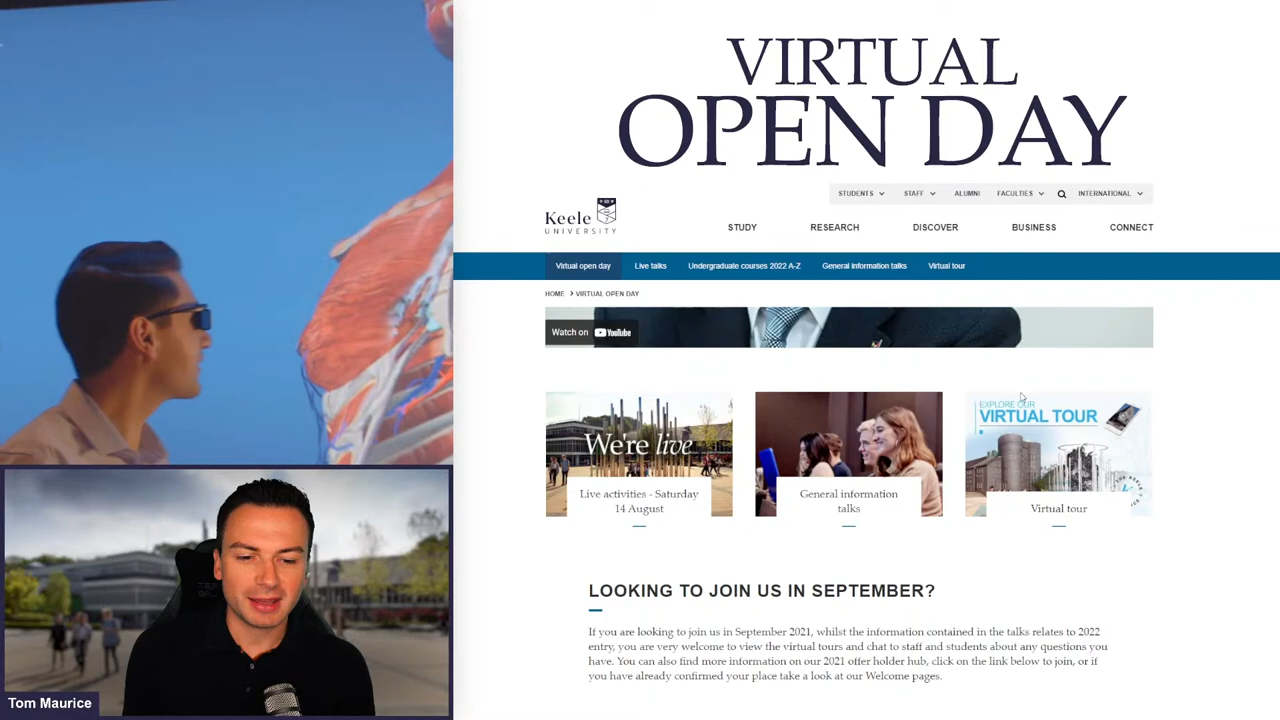 VIRTUAL
OPEN DAY
STUDENTS
STAFF
ALUMNI
FACULTIES
INTERNATIONAL
Keele
UNIVERSITY
STUDY
RESEARCH
DISCOVER
BUSINESS
CONNECT
Virtual open day
Live talks
Undergraduate courses 2022 A-Z
General information talks
Virtual tour
HOME > VIRTUAL OPEN DAY
Watch on YouTube
We're live
Live activities - Saturday
14 August
General information
talks
EXPLORE OUR
VIRTUAL TOUR
Virtual tour
LOOKING TO JOIN US IN SEPTEMBER?
If you are looking to join us in September 2021, whilst the information contained in the talks relates to 2022
entry, you are very welcome to view the virtual tours and chat to staff and students about any questions you
have. You can also find more information on our 2021 offer holder hub, click on the link below to join, or if
you have already confirmed your place take a look at our Welcome pages.
Tom Maurice